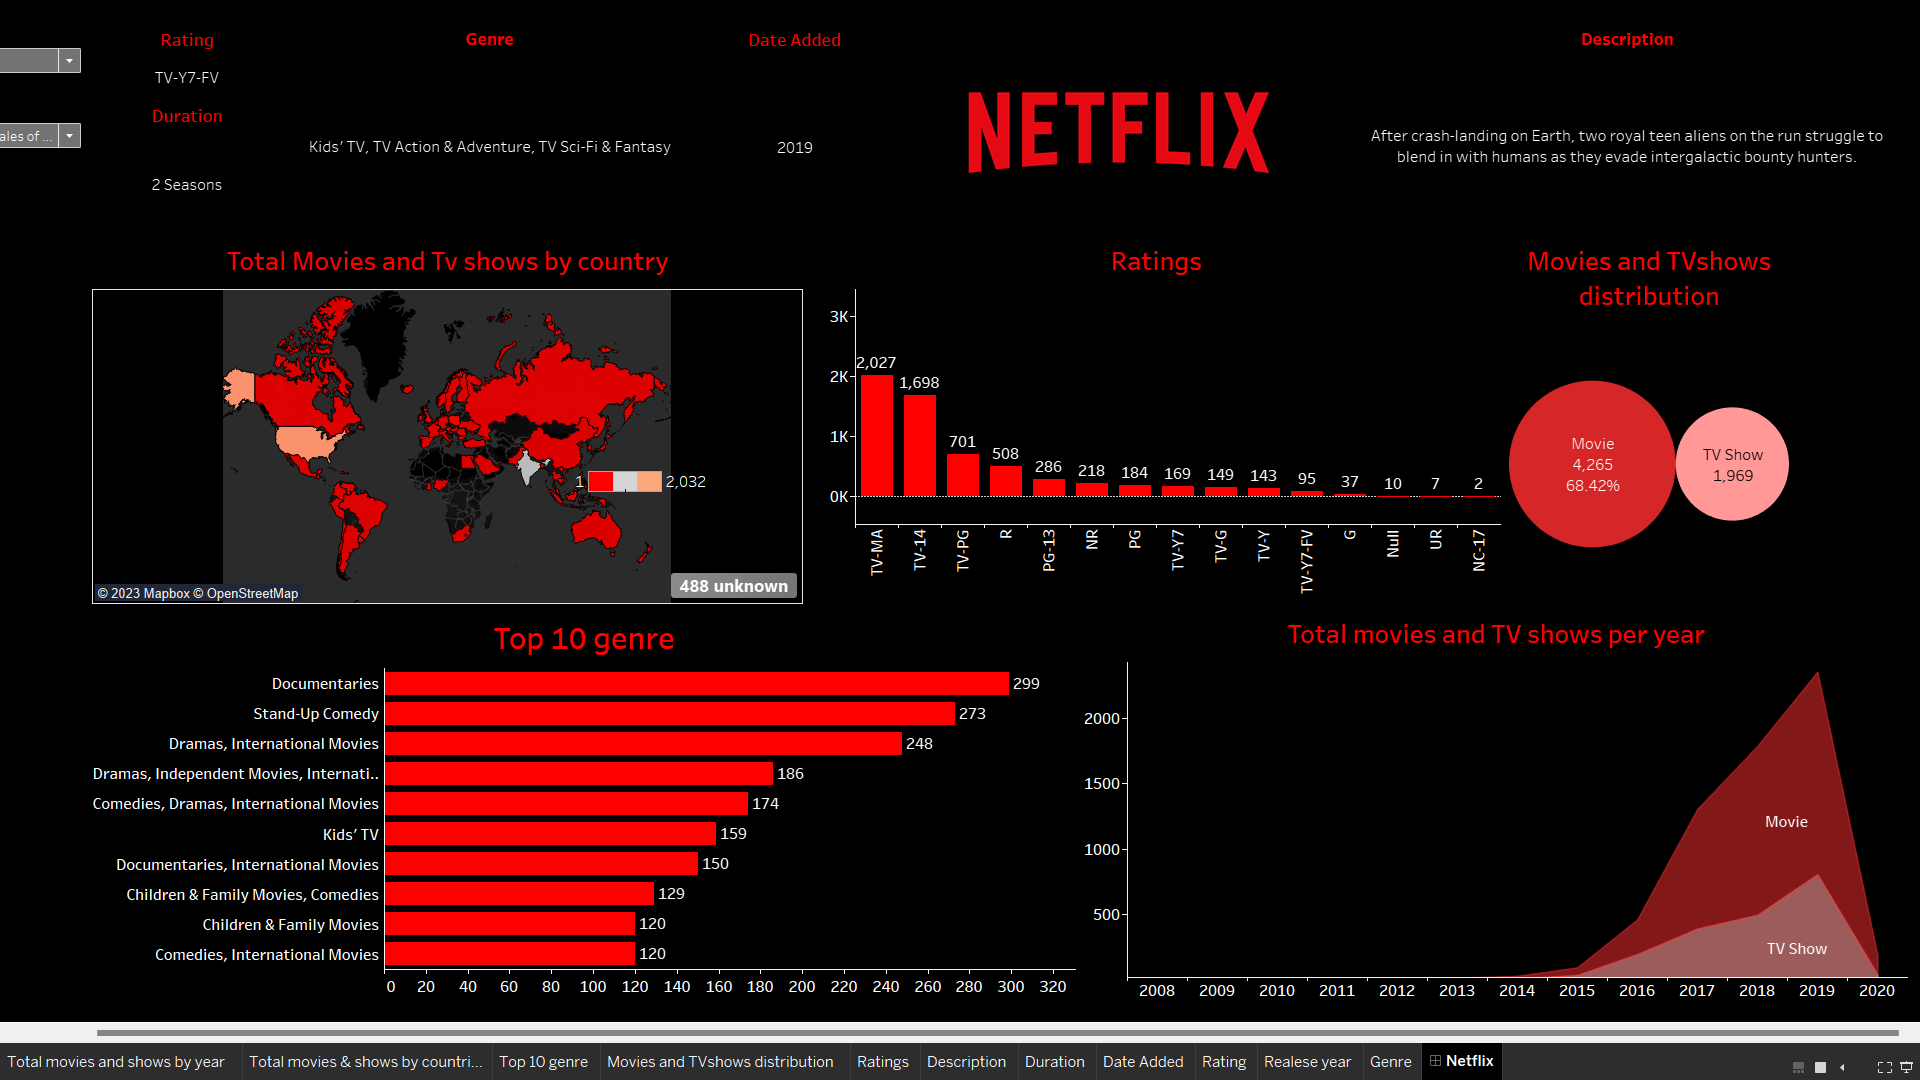 Rating
Genre
Date Added
Description
TV-Y7-FV
NETFLIX
Duration
ales of ...
Kids’ TV, TV Action & Adventure, TV Sci-Fi & Fantasy
2019
After crash-landing on Earth, two royal teen aliens on the run struggle to
blend in with humans as they evade intergalactic bounty hunters.
2 Seasons
Total Movies and Tv shows by country
1
2,032
488 unknown
© 2023 Mapbox © OpenStreetMap
Ratings
3K
2K
1K
0K
2,027
1,698
701
508
286
218
184
169
149
143
95
37
10
7
2
TV-MA
TV-14
TV-PG
R
PG-13
NR
PG
TV-Y7
TV-G
TV-Y
TV-Y7-FV
G
Null
UR
NC-17
Movies and TVshows
distribution
Movie
4,265
68.42%
TV Show
1,969
Top 10 genre
Documentaries 299
Stand-Up Comedy 273
Dramas, International Movies 248
Dramas, Independent Movies, Internati.. 186
Comedies, Dramas, International Movies 174
Kids’ TV 159
Documentaries, International Movies 150
Children & Family Movies, Comedies 129
Children & Family Movies 120
Comedies, International Movies 120
0 20 40 60 80 100 120 140 160 180 200 220 240 260 280 300 320
Total movies and TV shows per year
2000
1500
1000
500
Movie
TV Show
2008 2009 2010 2011 2012 2013 2014 2015 2016 2017 2018 2019 2020
Total movies and shows by year
Total movies & shows by countri...
Top 10 genre
Movies and TVshows distribution
Ratings
Description
Duration
Date Added
Rating
Realese year
Genre
Netflix